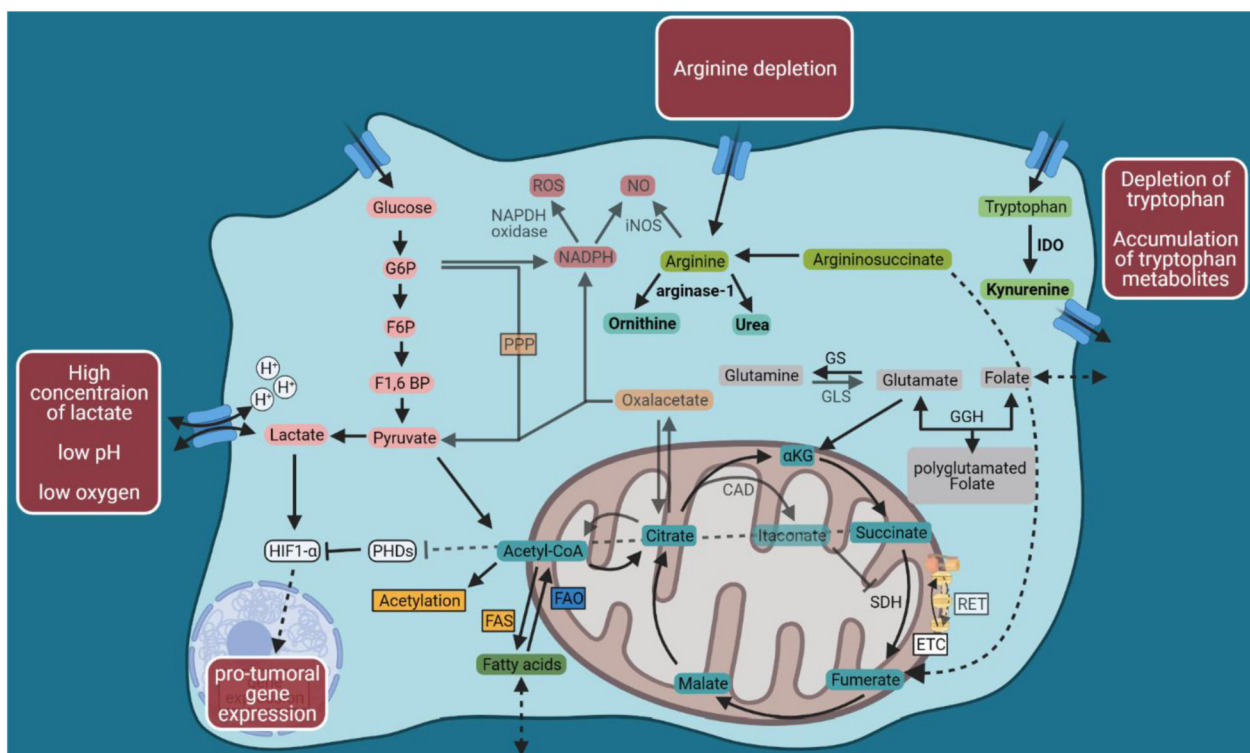 Arginine depletion
Depletion of
tryptophan
Accumulation
of tryptophan
metabolites
High
concentraion
of lactate
low pH
low oxygen
Glucose
G6P
F6P
F1,6 BP
Pyruvate
Lactate
H+
H+
H+
ROS
NO
NAPDH
oxidase
iNOS
NADPH
PPP
Arginine
Argininosuccinate
arginase-1
Ornithine
Urea
Tryptophan
IDO
Kynurenine
Glutamine
GS
GLS
Glutamate
Folate
GGH
polyglutamated
Folate
Oxalacetate
αKG
CAD
Citrate
Itaconate
Succinate
Acetyl-CoA
HIF1-α
PHDs
Acetylation
FAS
FAO
Fatty acids
SDH
RET
ETC
Malate
Fumerate
pro-tumoral
gene
expression